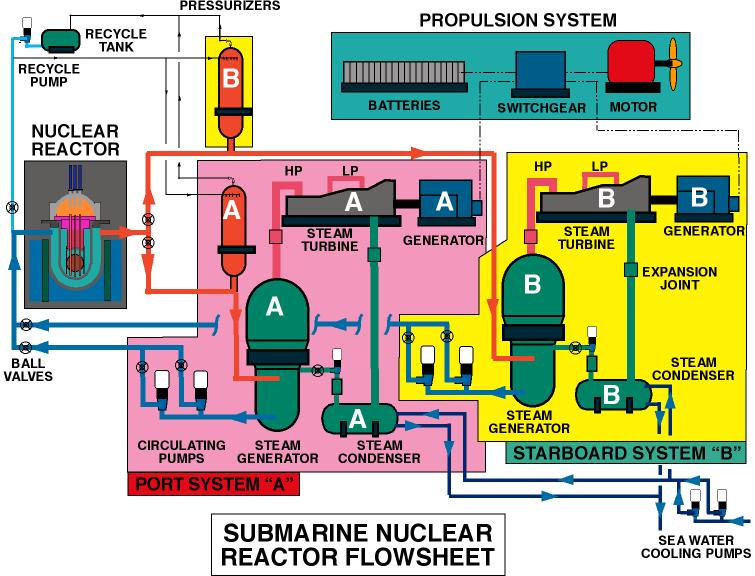 PRESSURIZERS
PROPULSION SYSTEM
RECYCLE
TANK
RECYCLE
PUMP
B
BATTERIES
SWITCHGEAR
MOTOR
NUCLEAR
REACTOR
HP
LP
A
A
A
STEAM
TURBINE
GENERATOR
HP
LP
B
B
STEAM
TURBINE
GENERATOR
EXPANSION
JOINT
A
B
BALL
VALVES
STEAM
CONDENSER
B
A
CIRCULATING
PUMPS
STEAM
GENERATOR
STEAM
CONDENSER
STEAM
GENERATOR
STARBOARD SYSTEM "B"
PORT SYSTEM "A"
SUBMARINE NUCLEAR
REACTOR FLOWSHEET
SEA WATER
COOLING PUMPS